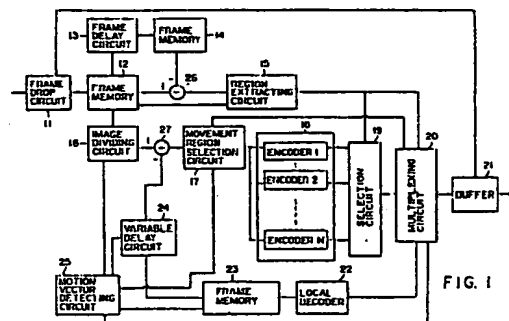 13
FRAME
DELAY
CIRCUIT
FRAME
MEMORY
14
FRAME
DROP
CIRCUIT
11
12
FRAME
MEMORY
26
15
REGION
EXTRACTING
CIRCUIT
16
IMAGE
DIVIDING
CIRCUIT
27
MOVEMENT
REGION
SELECTION
CIRCUIT
17
18
ENCODER 1
ENCODER 2
ENCODER N
19
SELECTION
CIRCUIT
20
MULTIPLEXING
CIRCUIT
21
BUFFER
24
VARIABLE
DELAY
CIRCUIT
25
MOTION
VECTOR
DETECTING
CIRCUIT
23
FRAME
MEMORY
22
LOCAL
DECODER
FIG. 1